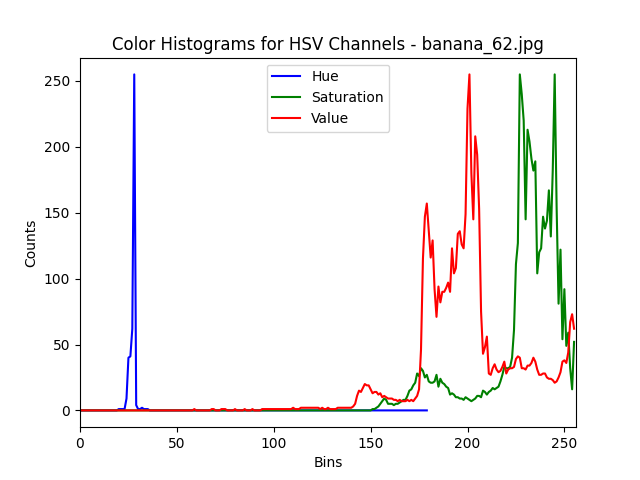 Color Histograms for HSV Channels - banana_62.jpg
Hue
Saturation
Value
Counts
250
200
150
100
50
0
0 50 100 150 200 250
Bins